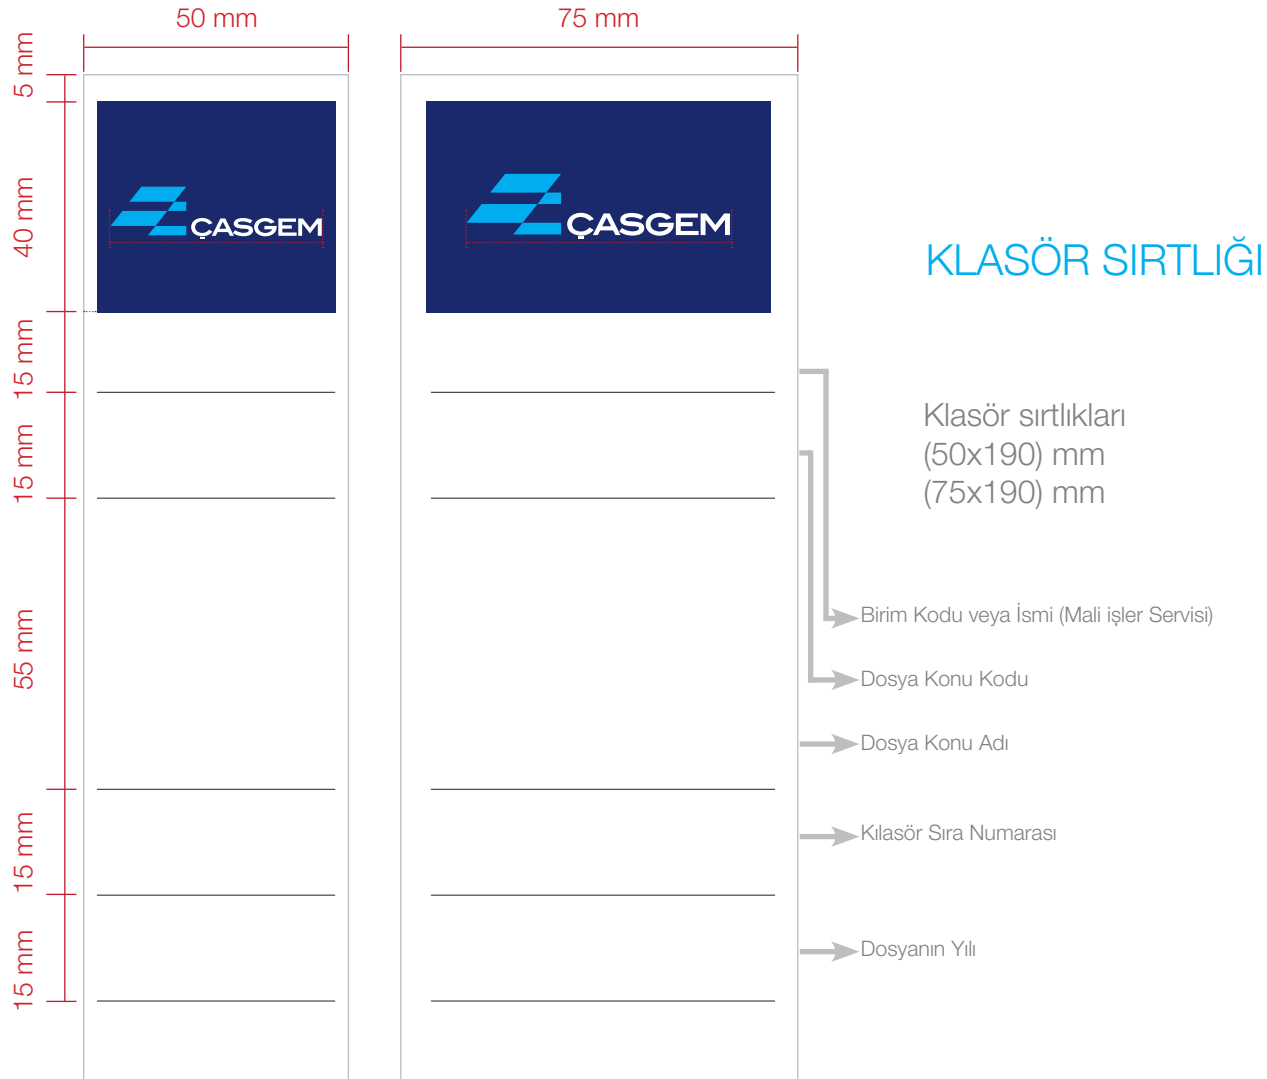 50 mm
75 mm
5 mm
40 mm
15 mm
15 mm
55 mm
15 mm
15 mm
ÇASGEM
ÇASGEM
KLASÖR SIRTLIĞI
Klasör sırtlıkları
(50x190) mm
(75x190) mm
Birim Kodu veya İsmi (Mali işler Servisi)
Dosya Konu Kodu
Dosya Konu Adı
Kılasör Sıra Numarası
Dosyanın Yılı